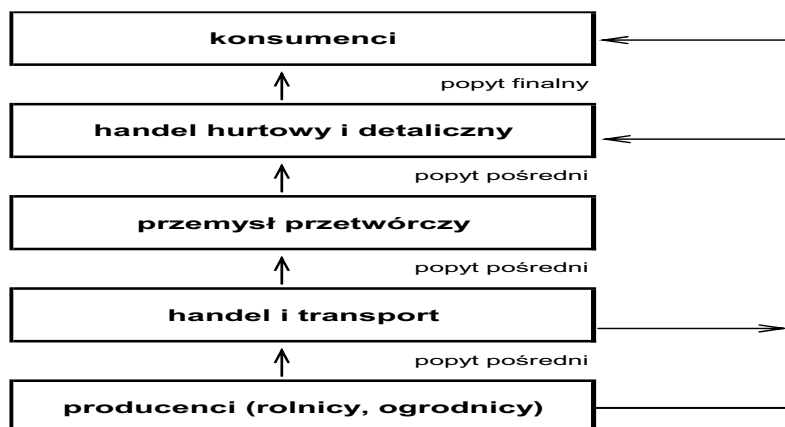 konsumenci
popyt finalny
handel hurtowy i detaliczny
popyt pośredni
przemysł przetwórczy
popyt pośredni
handel i transport
popyt pośredni
producenci (rolnicy, ogrodnicy)